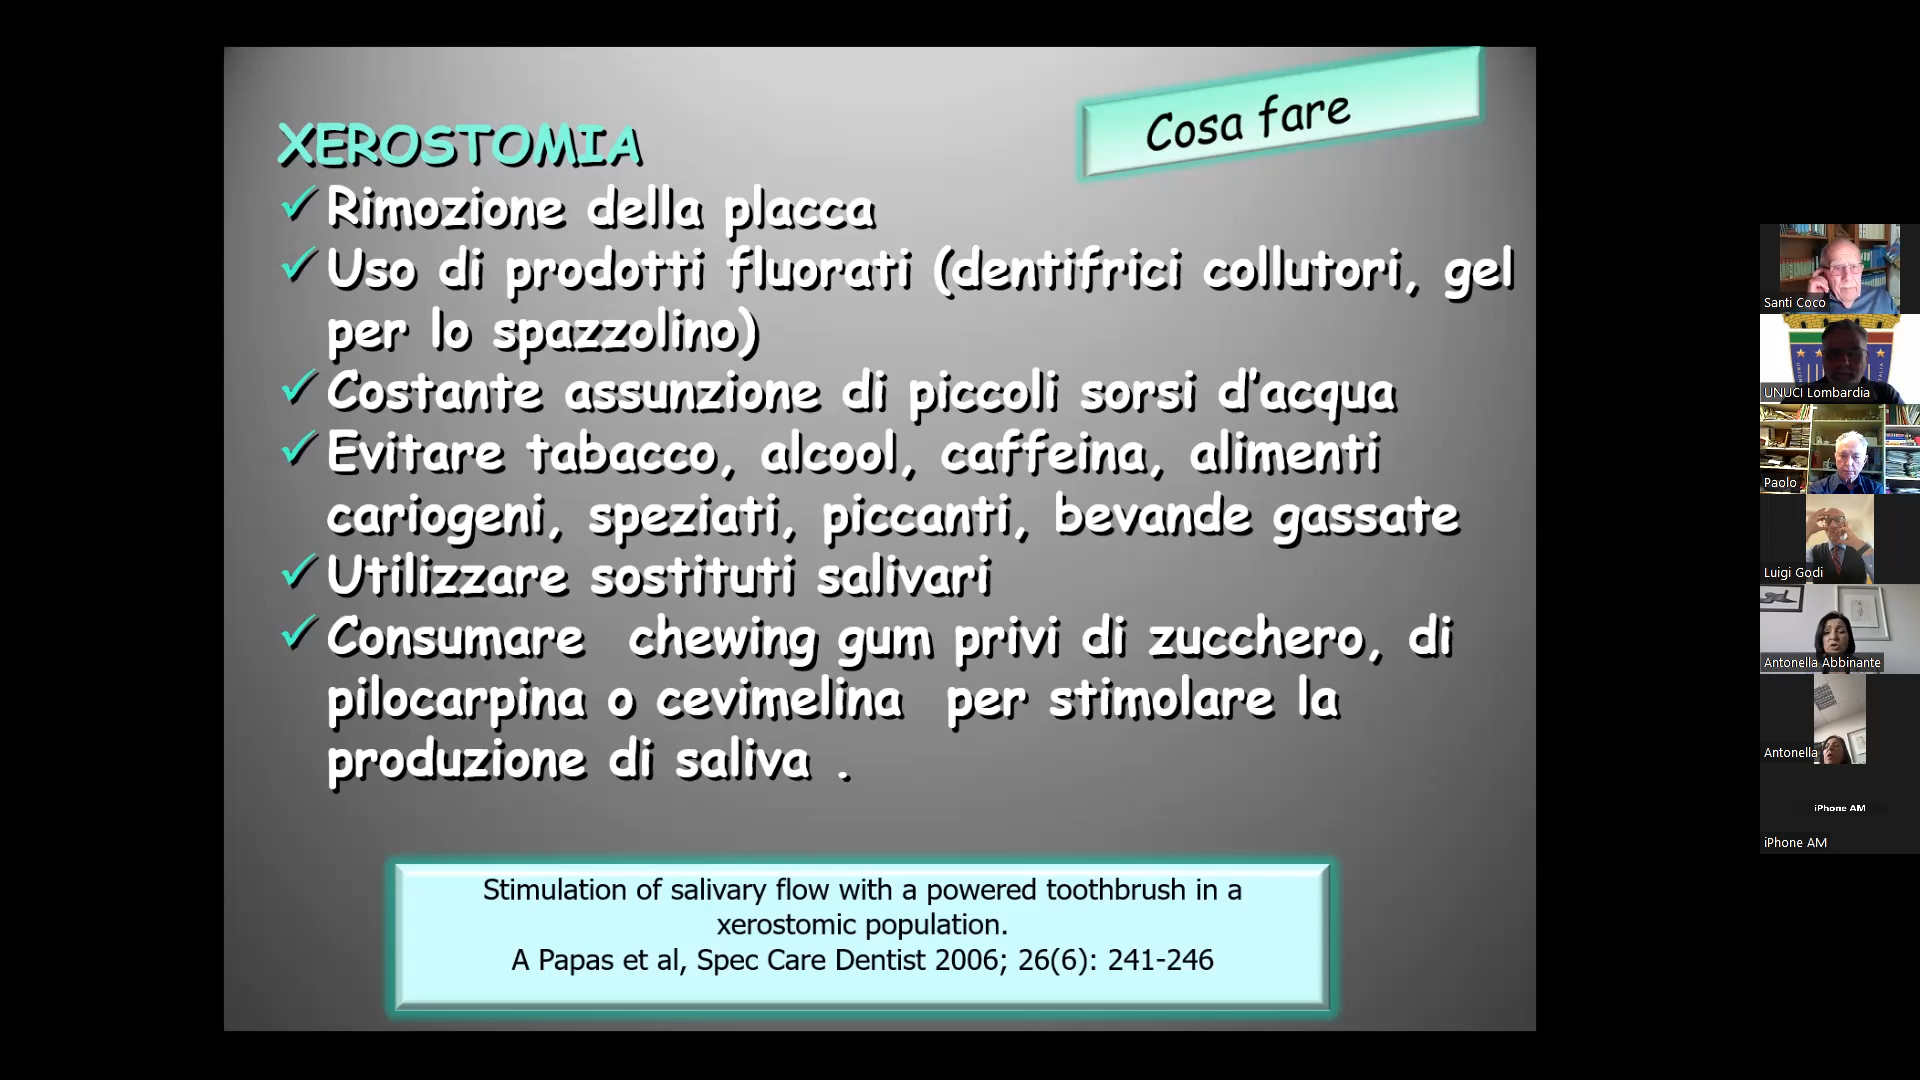 Cosa fare
XEROSTOMIA
✓ Rimozione della placca
✓ Uso di prodotti fluorati (dentifrici collutori, gel
per lo spazzolino)
✓ Costante assunzione di piccoli sorsi d'acqua
✓ Evitare tabacco, alcool, caffeina, alimenti
cariogeni, speziati, piccanti, bevande gassate
✓ Utilizzare sostituti salivari
✓ Consumare chewing gum privi di zucchero, di
pilocarpina o cevimelina per stimolare la
produzione di saliva .
Stimulation of salivary flow with a powered toothbrush in a
xerostomic population.
A Papas et al, Spec Care Dentist 2006; 26(6): 241-246
Santi Coco
UNUCI Lombardia
Paolo
Luigi Godi
Antonella Abbinante
Antonella
iPhone AM
iPhone AM